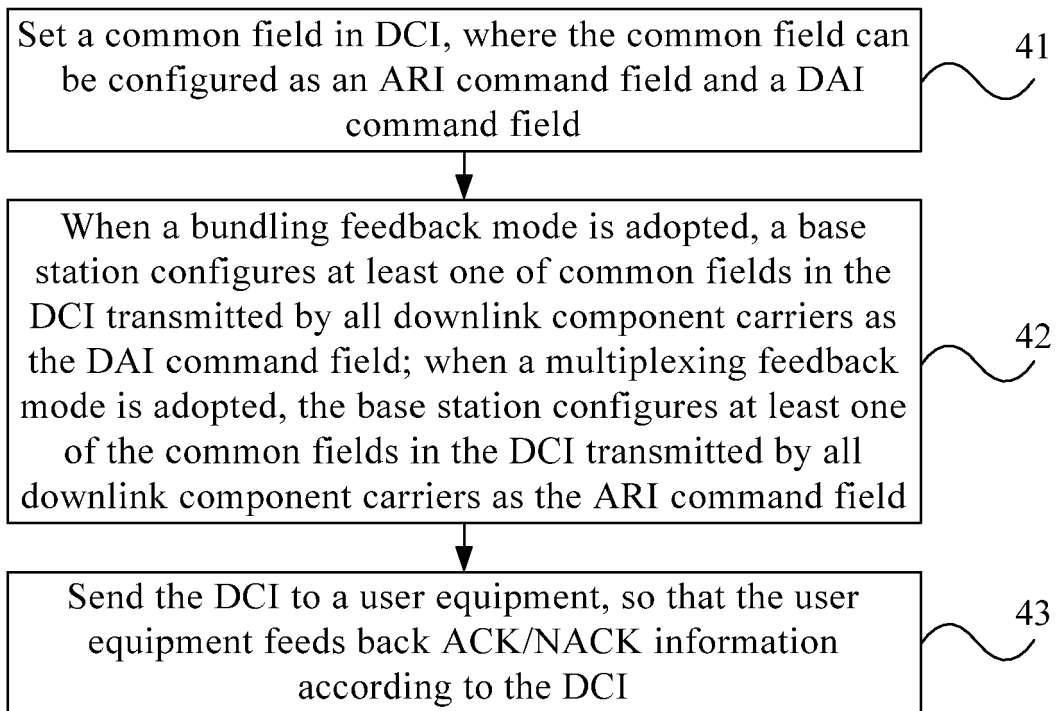 Set a common field in DCI, where the common field can
be configured as an ARI command field and a DAI
command field
41
When a bundling feedback mode is adopted, a base
station configures at least one of common fields in the
DCI transmitted by all downlink component carriers as
the DAI command field; when a multiplexing feedback
mode is adopted, the base station configures at least one
of the common fields in the DCI transmitted by all
downlink component carriers as the ARI command field
42
Send the DCI to a user equipment, so that the user
equipment feeds back ACK/NACK information
according to the DCI
43